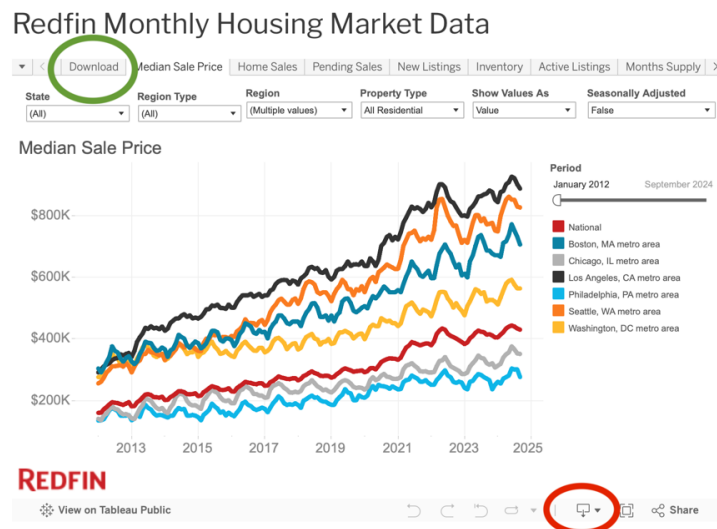 Redfin Monthly Housing Market Data
Download Median Sale Price Home Sales Pending Sales New Listings Inventory Active Listings Months Supply
State Region Type Region Property Type Show Values As Seasonally Adjusted
(All) (All) (Multiple values) All Residential Value False
Median Sale Price
Period
January 2012 September 2024
$800K
$600K
$400K
$200K
2013 2015 2017 2019 2021 2023 2025
National
Boston, MA metro area
Chicago, IL metro area
Los Angeles, CA metro area
Philadelphia, PA metro area
Seattle, WA metro area
Washington, DC metro area
REDFIN
View on Tableau Public Share